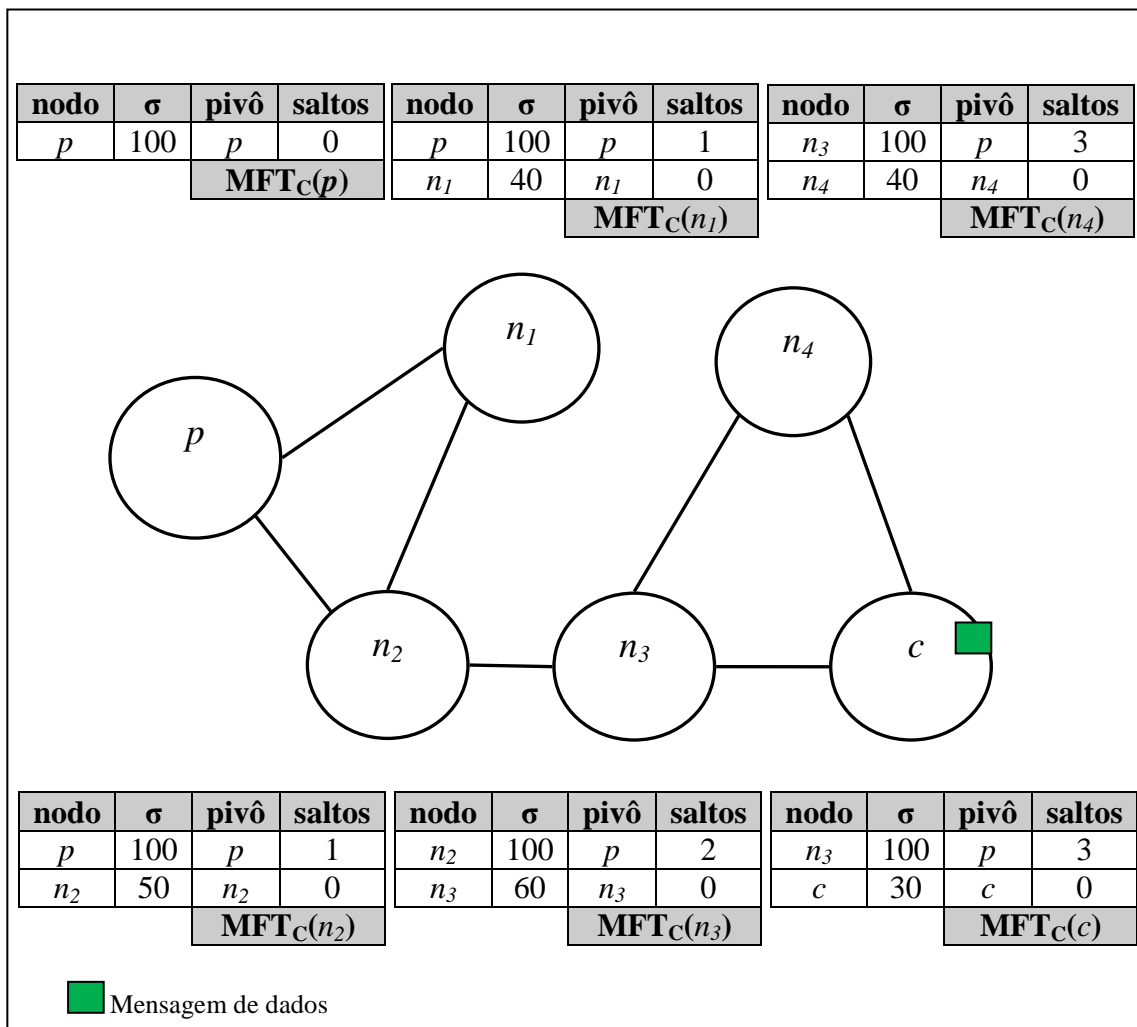 nodo σ pivô saltos
p 100 p 0
MFTC(p)
nodo σ pivô saltos
p 100 p 1
n1 40 n1 0
MFTC(n1)
nodo σ pivô saltos
n3 100 p 3
n4 40 n4 0
MFTC(n4)
n1
n4
p
n2
n3
c
nodo σ pivô saltos
p 100 p 1
n2 50 n2 0
MFTC(n2)
nodo σ pivô saltos
n2 100 p 2
n3 60 n3 0
MFTC(n3)
nodo σ pivô saltos
n3 100 p 3
c 30 c 0
MFTC(c)
Mensagem de dados